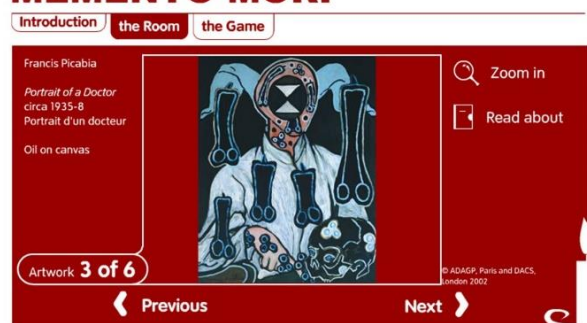 Introduction
the Room
the Game
Francis Picabia
Portrait of a Doctor
circa 1935-8
Portrait d'un docteur
Oil on canvas
Zoom in
Read about
Artwork 3 of 6
© ADAGP, Paris and DACS,
London 2002
Previous
Next